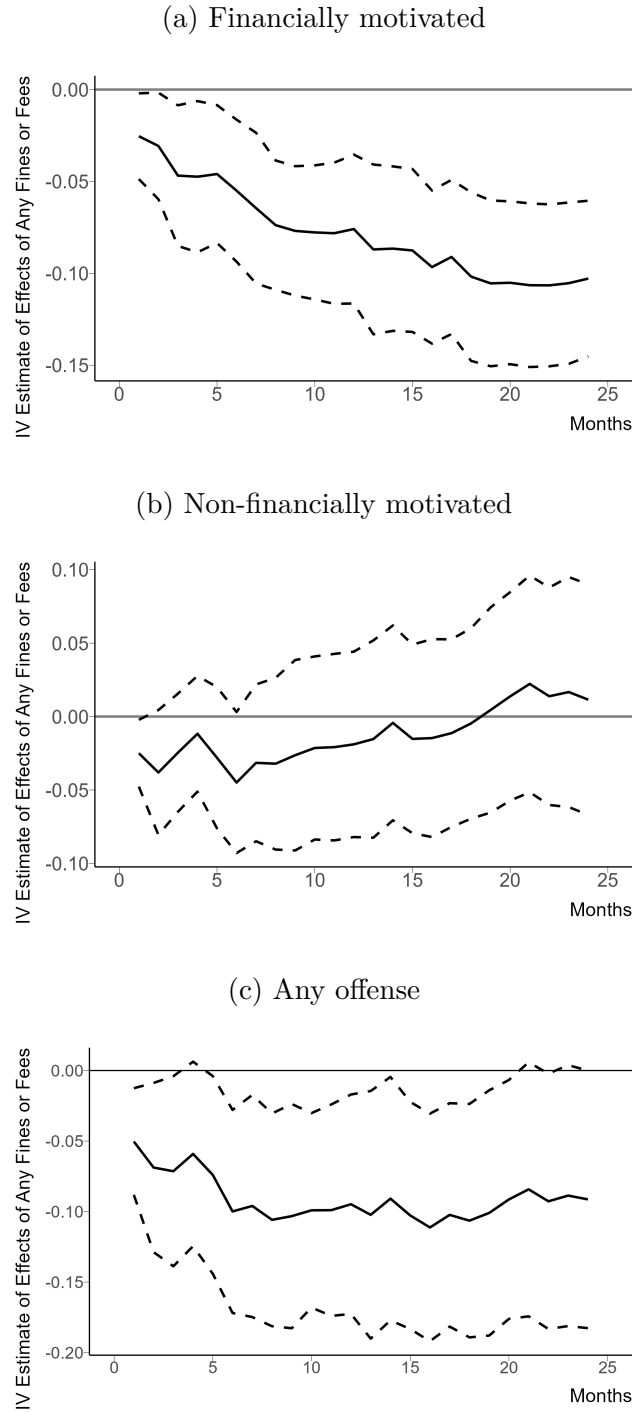 (a) Financially motivated
IV Estimate of Effects of Any Fines or Fees
0.00
-0.05
-0.10
-0.15
0 5 10 15 20 25
Months
(b) Non-financially motivated
IV Estimate of Effects of Any Fines or Fees
0.10
0.05
0.00
-0.05
-0.10
0 5 10 15 20 25
Months
(c) Any offense
IV Estimate of Effects of Any Fines or Fees
0.00
-0.05
-0.10
-0.15
-0.20
0 5 10 15 20 25
Months